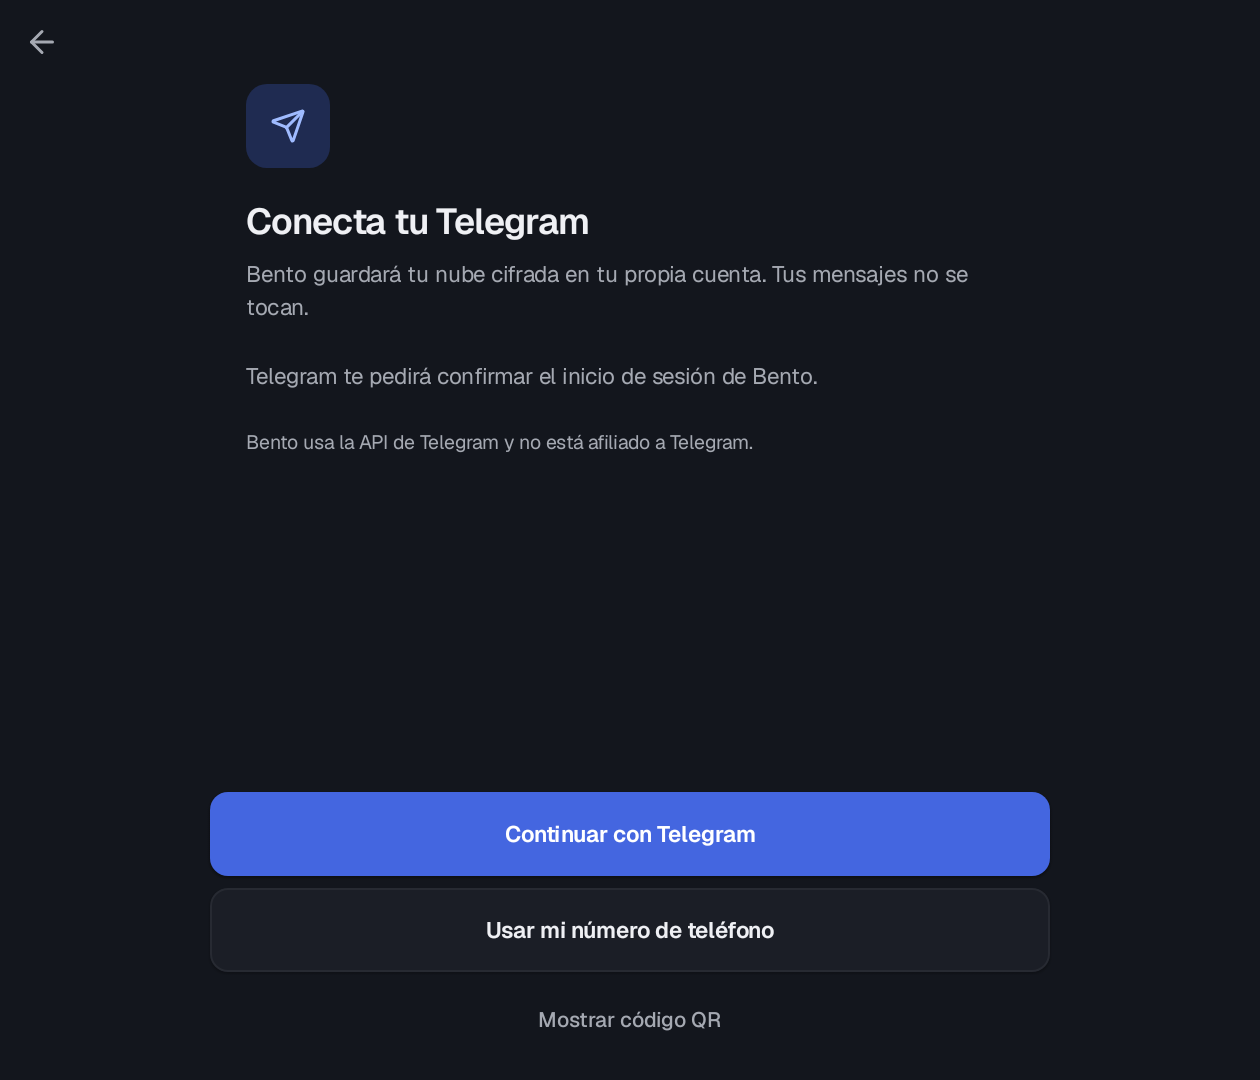 Conecta tu Telegram
Bento guardará tu nube cifrada en tu propia cuenta. Tus mensajes no se
tocan.
Telegram te pedirá confirmar el inicio de sesión de Bento.
Bento usa la API de Telegram y no está afiliado a Telegram.
Continuar con Telegram
Usar mi número de teléfono
Mostrar código QR